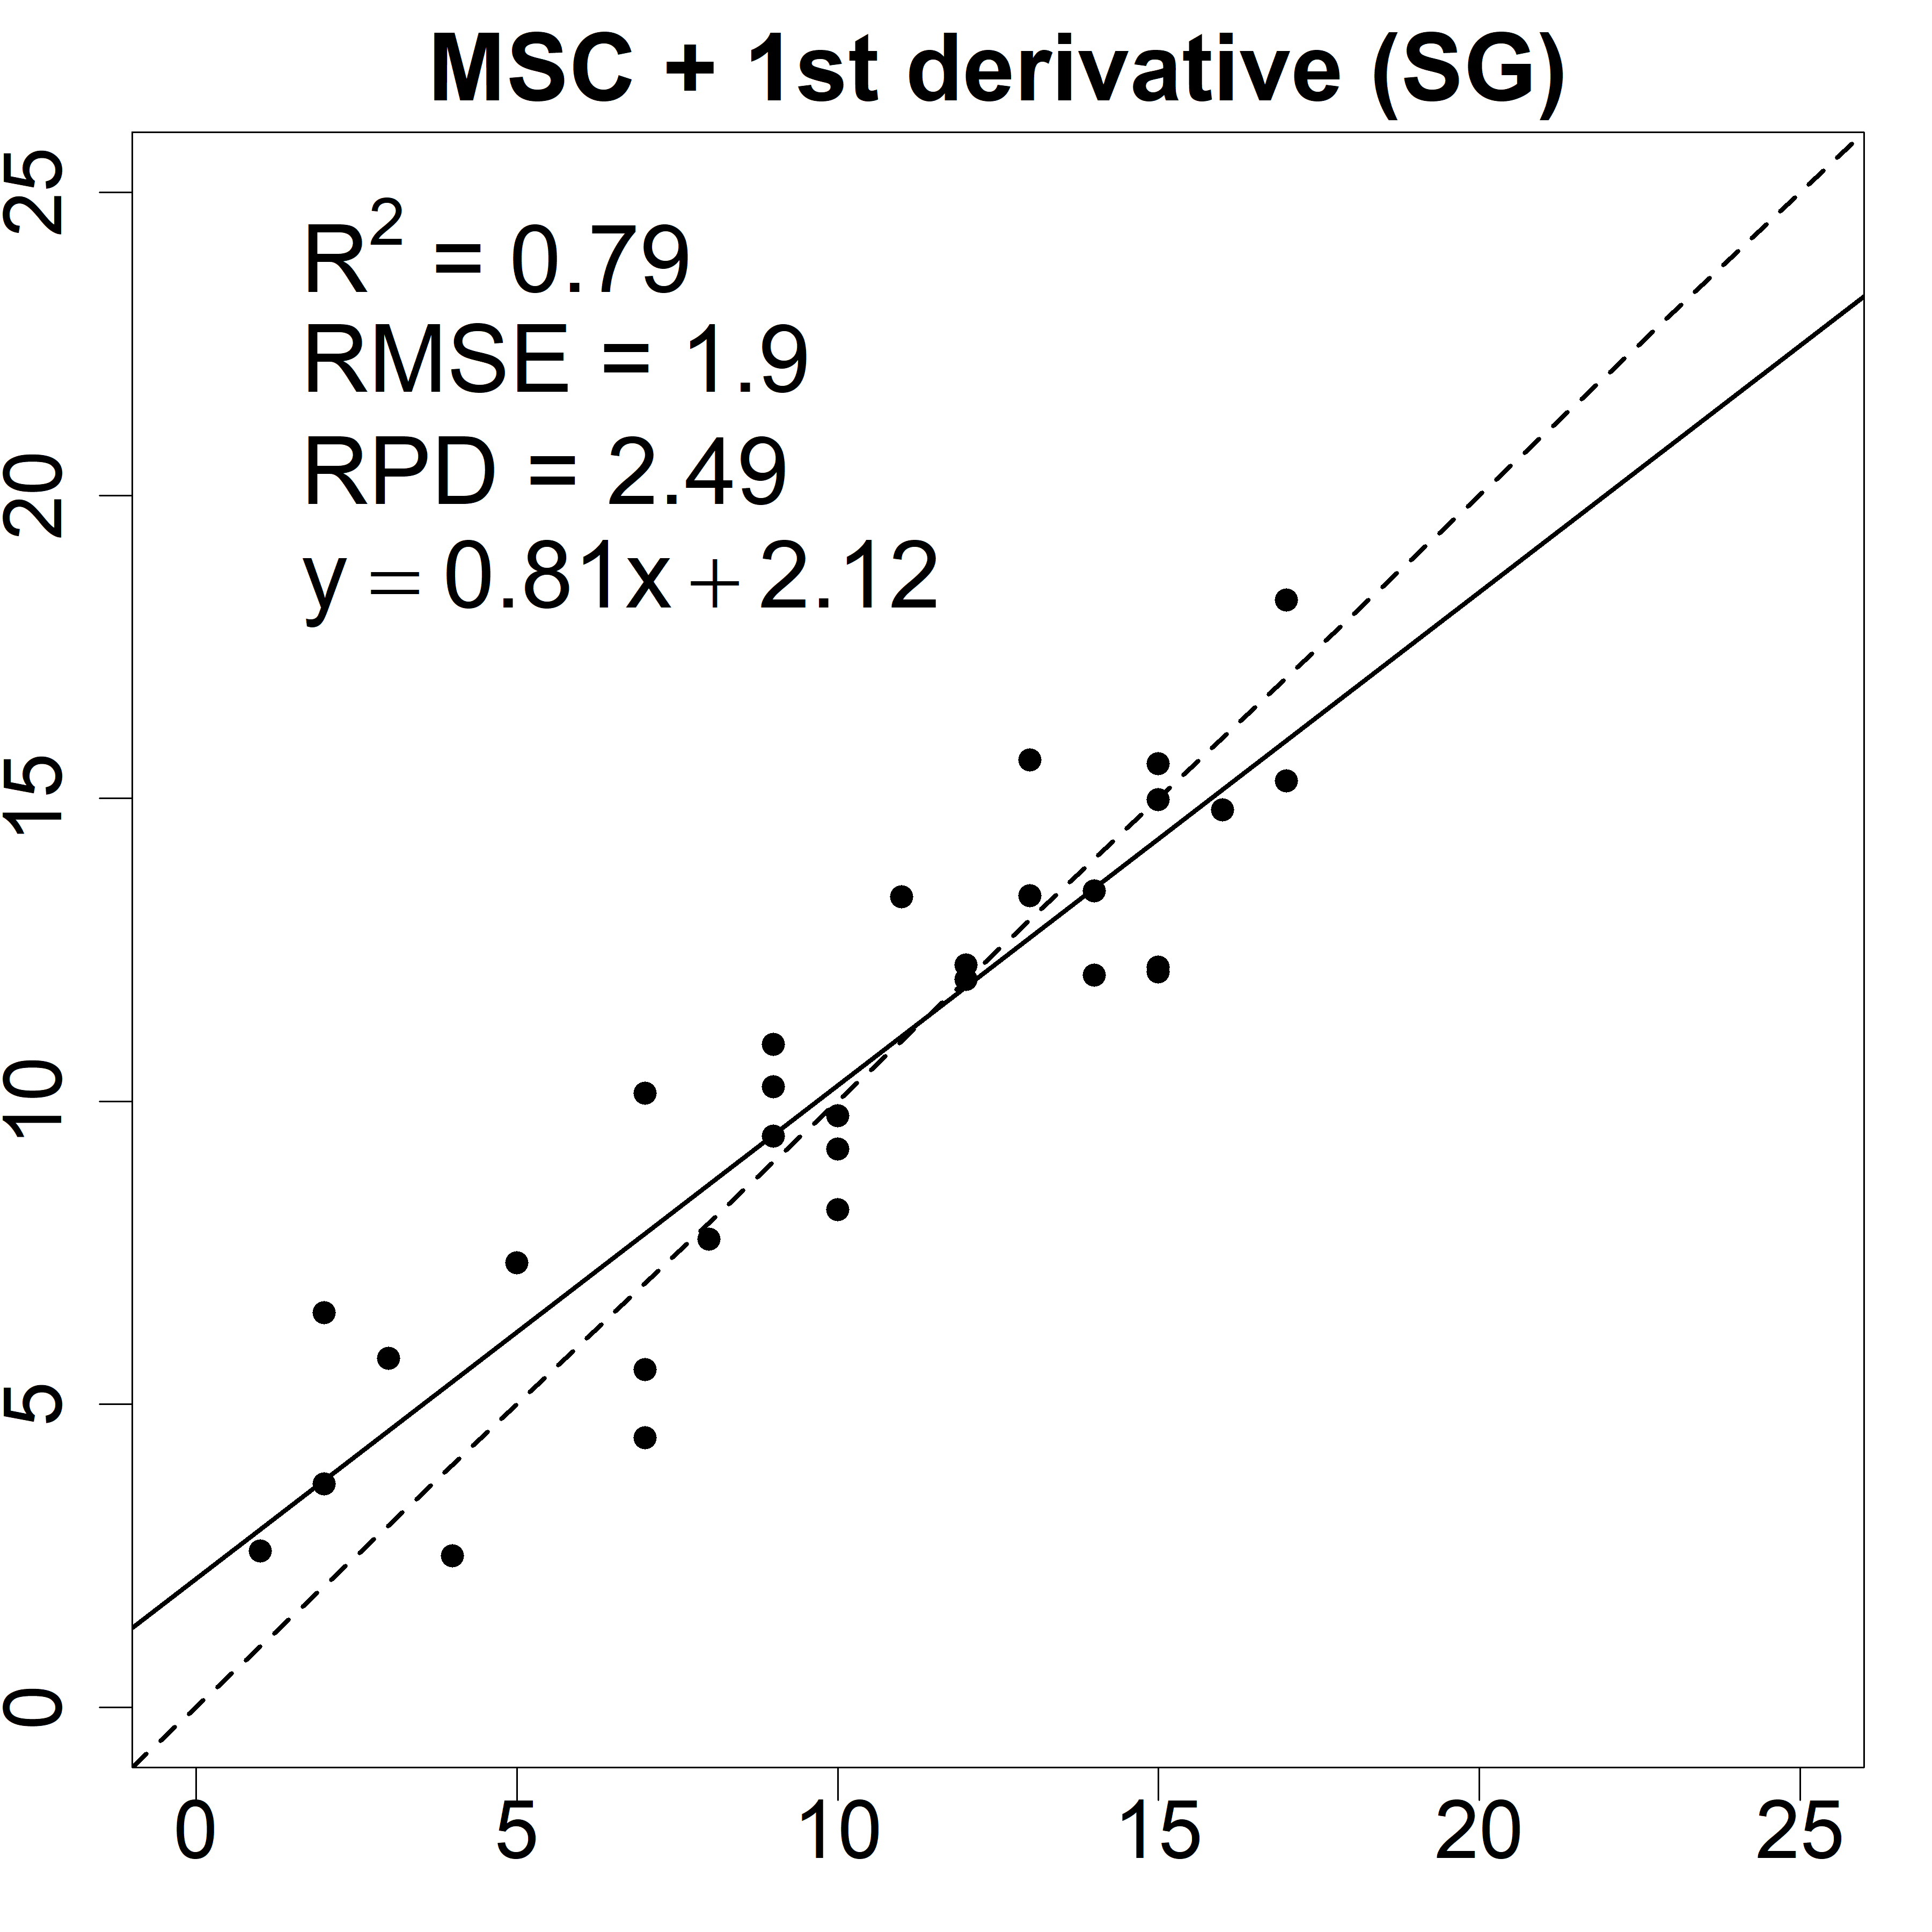 MSC + 1st derivative (SG)
R² = 0.79
RMSE = 1.9
RPD = 2.49
y = 0.81x + 2.12
25
20
15
10
5
0
0 5 10 15 20 25